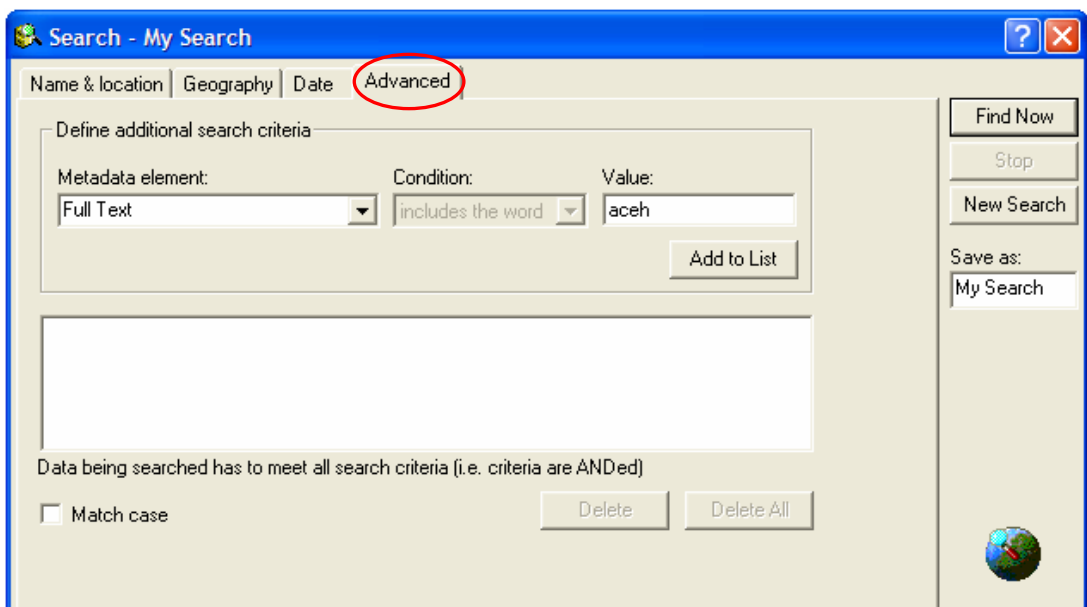 Search - My Search
Name & location Geography Date Advanced
Define additional search criteria
Metadata element: Condition: Value:
Full Text includes the word aceh
Add to List
Data being searched has to meet all search criteria (i.e. criteria are ANDed)
Match case Delete Delete All
Find Now
Stop
New Search
Save as:
My Search